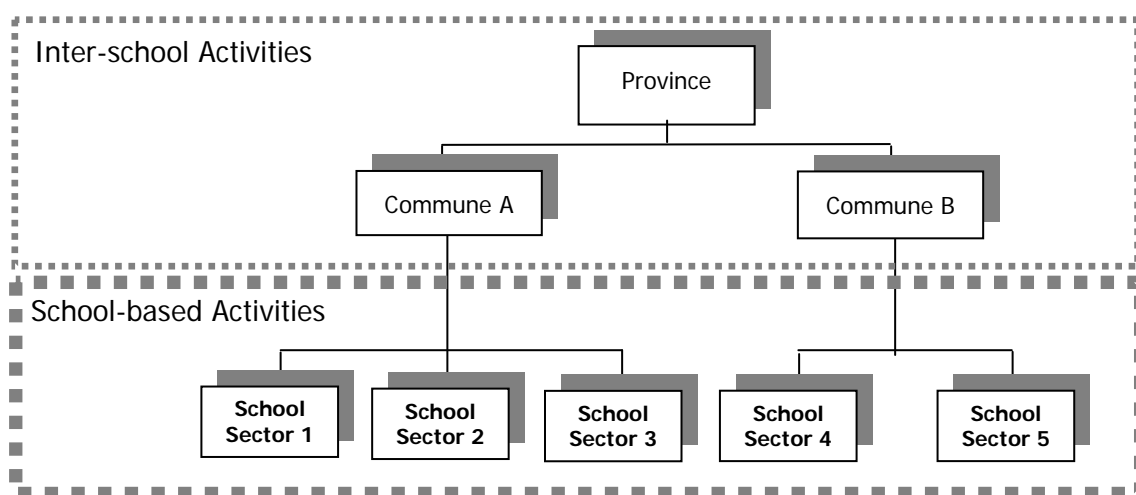 Inter-school Activities
Province
Commune A
Commune B
School-based Activities
School
Sector 1
School
Sector 2
School
Sector 3
School
Sector 4
School
Sector 5